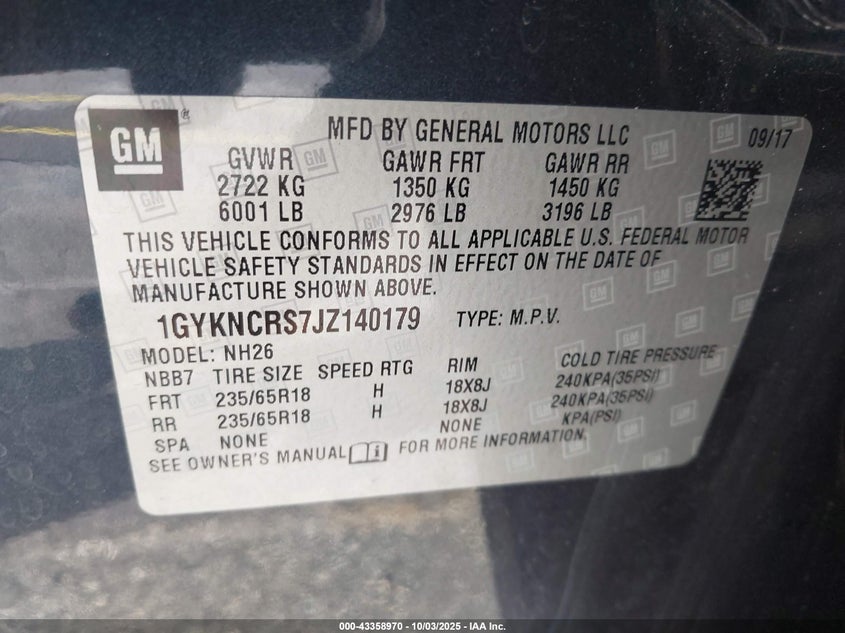 GM®
MFD BY GENERAL MOTORS LLC 09/17
GVWR GAWR FRT GAWR RR
2722 KG 1350 KG 1450 KG
6001 LB 2976 LB 3196 LB
THIS VEHICLE CONFORMS TO ALL APPLICABLE U.S. FEDERAL MOTOR
VEHICLE SAFETY STANDARDS IN EFFECT ON THE DATE OF
MANUFACTURE SHOWN ABOVE.
1GYKNCRS7JZ140179 TYPE: M.P.V.
MODEL: NH26
NBB7 TIRE SIZE SPEED RTG RIM COLD TIRE PRESSURE
FRT 235/65R18 H 18X8J 240KPA(35PSI)
RR 235/65R18 H 18X8J 240KPA(35PSI)
SPA NONE NONE KPA(PSI)
SEE OWNER'S MANUAL FOR MORE INFORMATION.
000-43358970 - 10/03/2025 - IAA Inc.